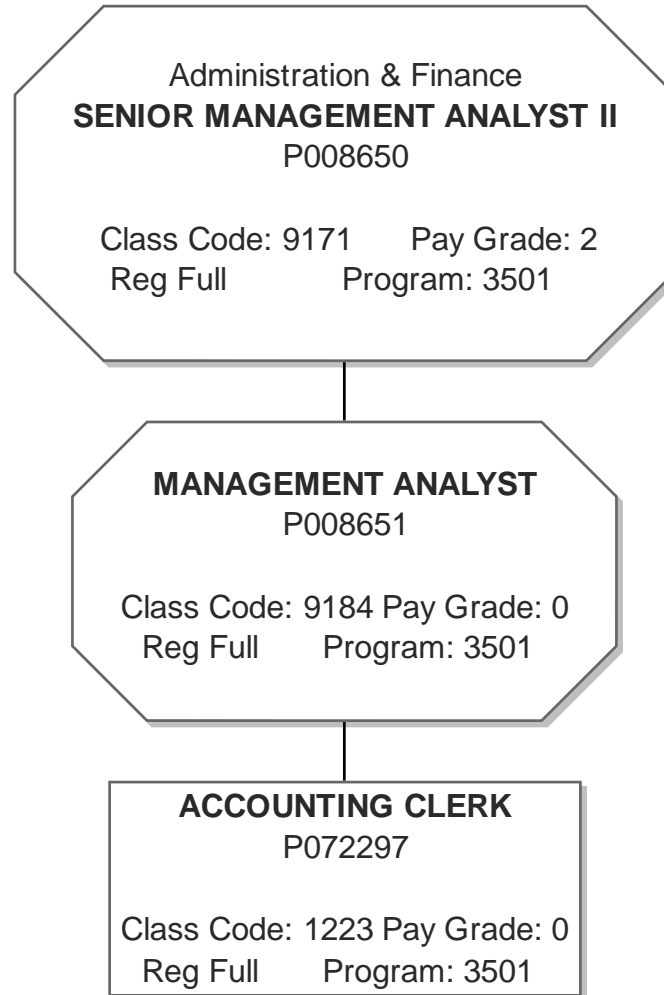 Administration & Finance
SENIOR MANAGEMENT ANALYST II
P008650
Class Code: 9171 Pay Grade: 2
Reg Full Program: 3501
MANAGEMENT ANALYST
P008651
Class Code: 9184 Pay Grade: 0
Reg Full Program: 3501
ACCOUNTING CLERK
P072297
Class Code: 1223 Pay Grade: 0
Reg Full Program: 3501